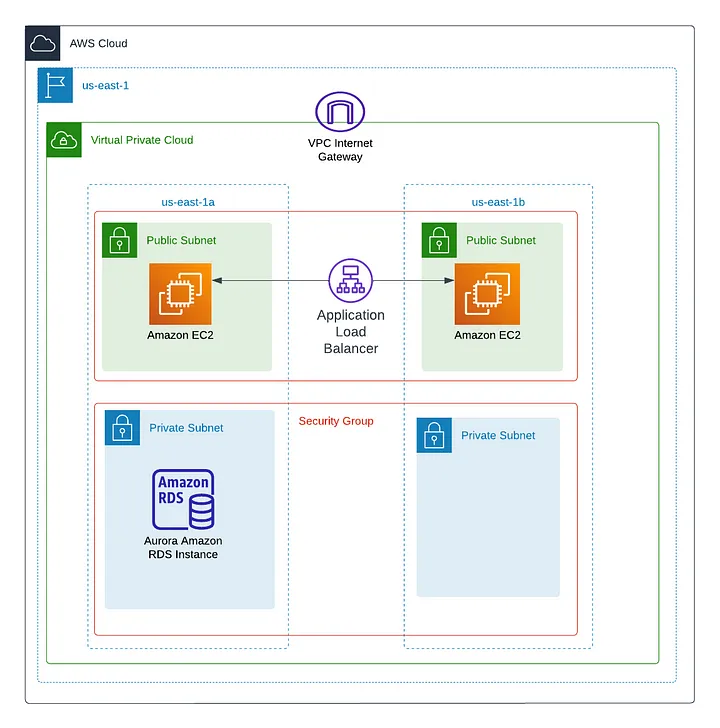 AWS Cloud
us-east-1
VPC Internet
Gateway
Virtual Private Cloud
us-east-1a
us-east-1b
Public Subnet
Public Subnet
Amazon EC2
Application
Load
Balancer
Amazon EC2
Private Subnet
Security Group
Private Subnet
Amazon
RDS
Aurora Amazon
RDS Instance